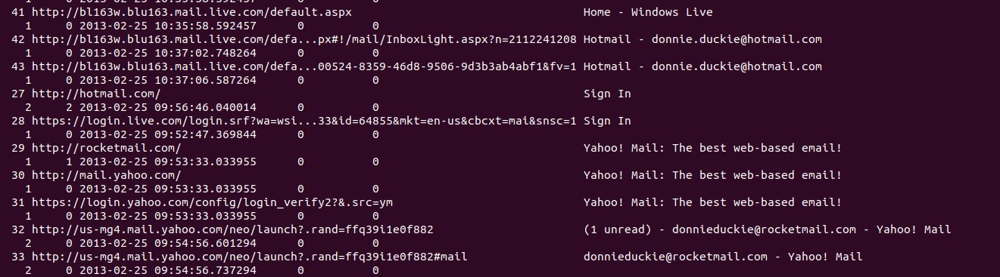 41 http://bl163w.blu163.mail.live.com/default.aspx Home - Windows Live
1 0 2013-02-25 10:35:58.592457 0 0
42 http://bl163w.blu163.mail.live.com/defa...px#!/mail/InboxLight.aspx?n=2112241208 Hotmail - donnie.duckie@hotmail.com
1 0 2013-02-25 10:37:02.748264 0 0
43 http://bl163w.blu163.mail.live.com/defa...00524-8359-46d8-9506-9d3b3ab4abf1&fv=1 Hotmail - donnie.duckie@hotmail.com
1 0 2013-02-25 10:37:06.587264 0 0
27 http://hotmail.com/ Sign In
2 2 2013-02-25 09:56:46.040014 0 0
28 https://login.live.com/login.srf?wa=wsi...33&id=64855&mkt=en-us&cbcxt=mai&snsc=1 Sign In
1 0 2013-02-25 09:52:47.369844 0 0
29 http://rocketmail.com/ Yahoo! Mail: The best web-based email!
1 1 2013-02-25 09:53:33.033955 0 0
30 http://mail.yahoo.com/ Yahoo! Mail: The best web-based email!
1 0 2013-02-25 09:53:33.033955 0 0
31 https://login.yahoo.com/config/login_verify2?&.src=ym Yahoo! Mail: The best web-based email!
1 0 2013-02-25 09:53:33.033955 0 0
32 http://us-mg4.mail.yahoo.com/neo/launch?.rand=ffq39i1e0f882 (1 unread) - donnieduckie@rocketmail.com - Yahoo! Mail
2 0 2013-02-25 09:54:56.601294 0 0
33 http://us-mg4.mail.yahoo.com/neo/launch?.rand=ffq39i1e0f882#mail donnieduckie@rocketmail.com - Yahoo! Mail
2 0 2013-02-25 09:54:56.737294 0 0